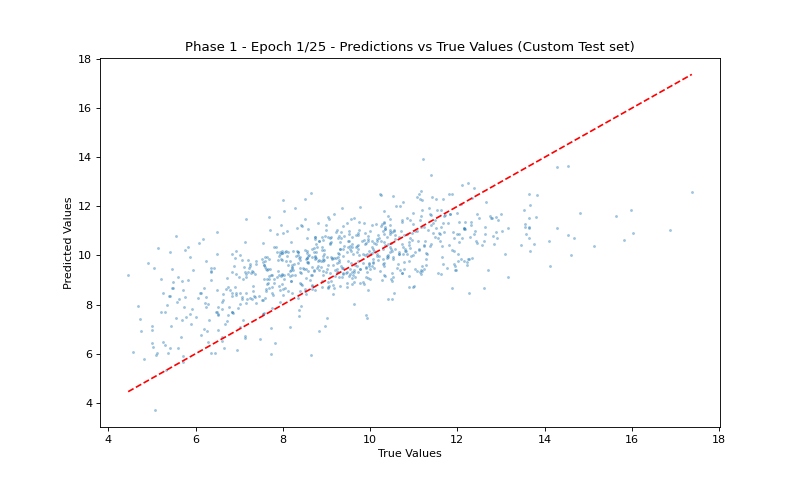 Phase 1 - Epoch 1/25 - Predictions vs True Values (Custom Test set)
18
16
14
12
10
8
6
4
Predicted Values
4 6 8 10 12 14 16 18
True Values